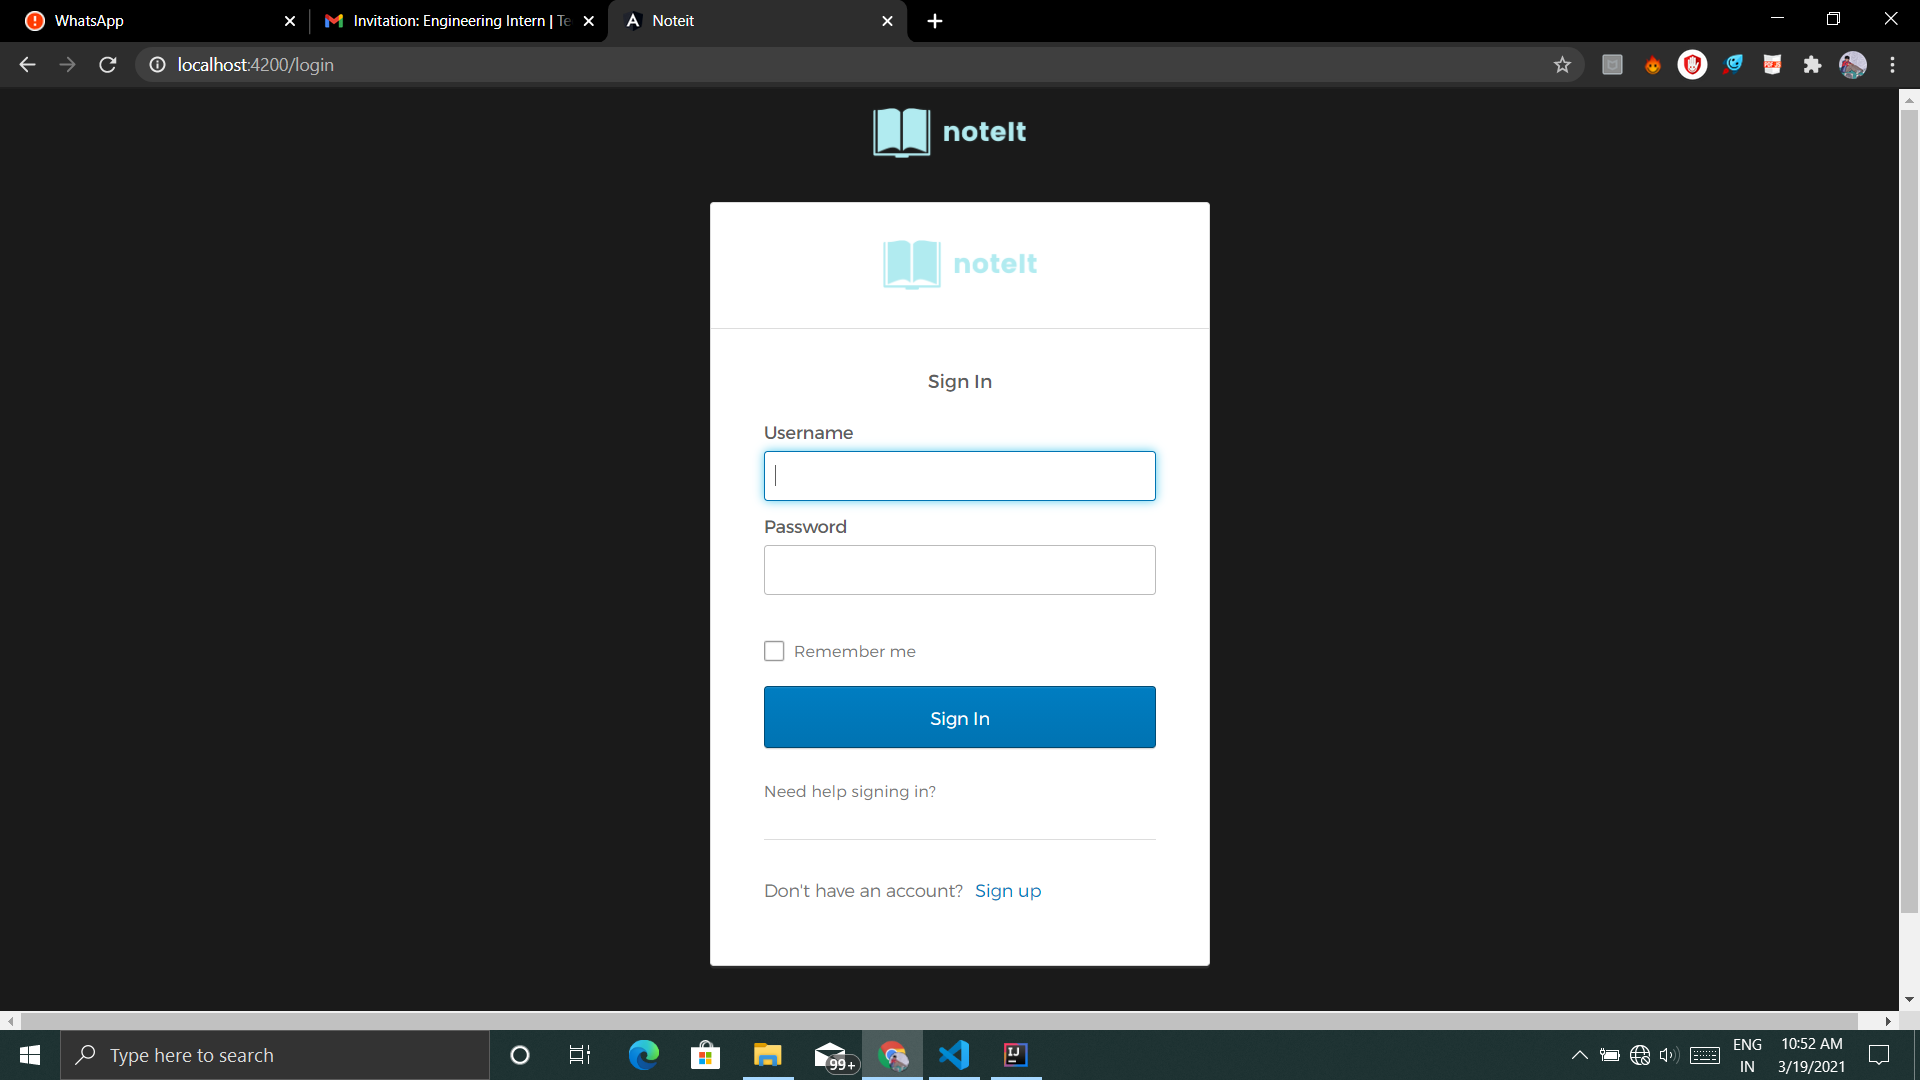 WhatsApp
Invitation: Engineering Intern | Te
Noteit
localhost:4200/login
noteIt
noteIt
Sign In
Username
Password
Remember me
Sign In
Need help signing in?
Don't have an account? Sign up
Type here to search
99+
ENG
IN
10:52 AM
3/19/2021